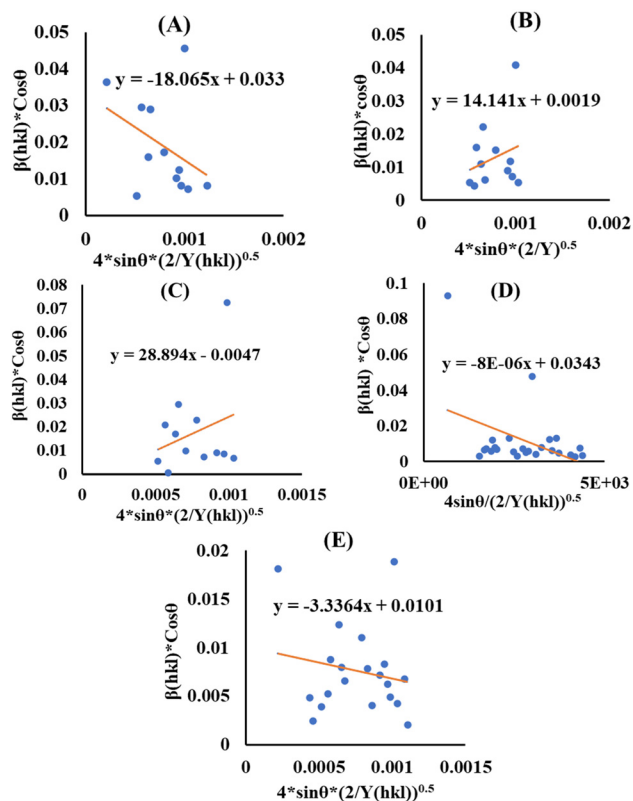 (A)
0.05
0.04
0.03
0.02
0.01
0
y = -18.065x + 0.033
β(hkl)*Cosθ
0
0.001
0.002
4*sinθ*(2/Y(hkl))^0.5
(B)
0.05
0.04
0.03
0.02
0.01
0
y = 14.141x + 0.0019
β(hkl)*cosθ
0
0.001
0.002
4*sinθ*(2/Y)^0.5
(C)
0.08
0.07
0.06
0.05
0.04
0.03
0.02
0.01
0
y = 28.894x - 0.0047
β(hkl)*Cosθ
0
0.0005
0.001
0.0015
4*sinθ*(2/Y(hkl))^0.5
(D)
0.1
0.08
0.06
0.04
0.02
0
y = -8E-06x + 0.0343
β(hkl) *Cosθ
0E+00
5E+03
4sinθ/(2/Y(hkl))^0.5
(E)
0.02
0.015
0.01
0.005
0
y = -3.3364x + 0.0101
β(hkl)*Cosθ
0
0.0005
0.001
0.0015
4*sinθ*(2/Y(hkl))^0.5